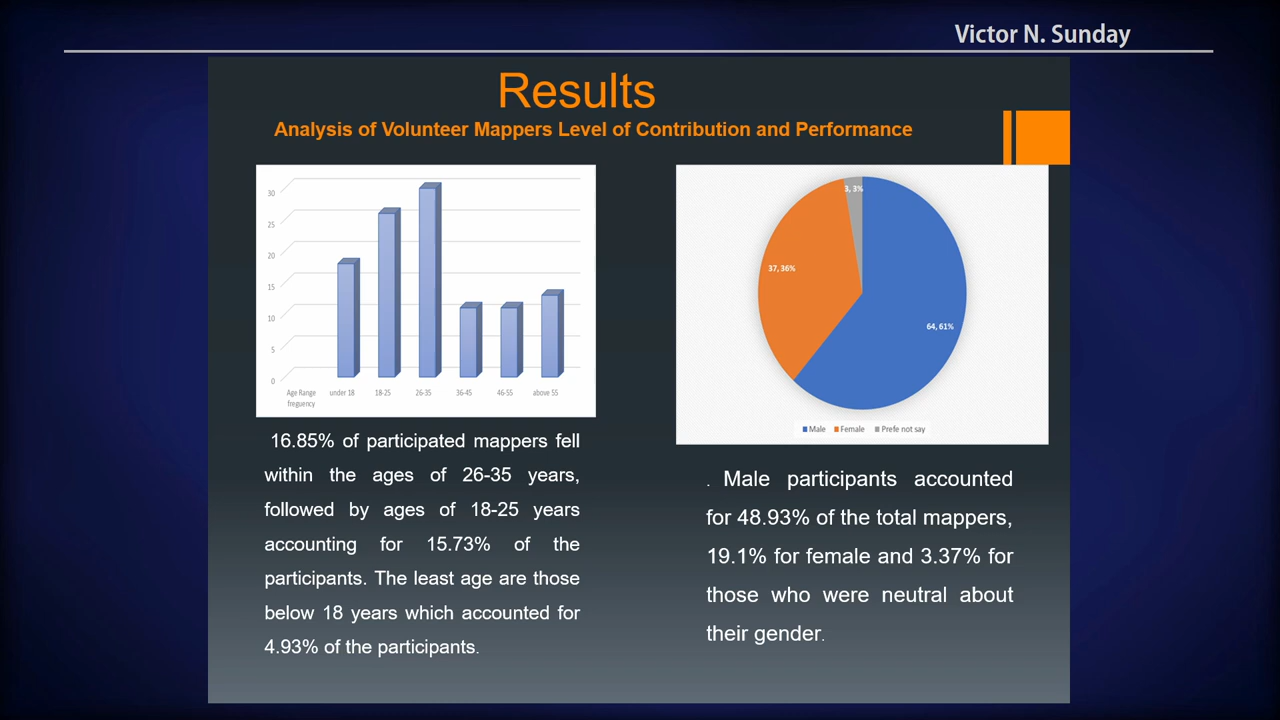 Victor N. Sunday
Results
Analysis of Volunteer Mappers Level of Contribution and Performance
30
25
20
15
10
5
0
Age Range under 18 18-25 26-35 36-45 46-55 above 55
freguency
16.85% of participated mappers fell
within the ages of 26-35 years,
followed by ages of 18-25 years
accounting for 15.73% of the
participants. The least age are those
below 18 years which accounted for
4.93% of the participants.
3, 3%
37, 36%
64, 61%
Male Female Prefe not say
. Male participants accounted
for 48.93% of the total mappers,
19.1% for female and 3.37% for
those who were neutral about
their gender.